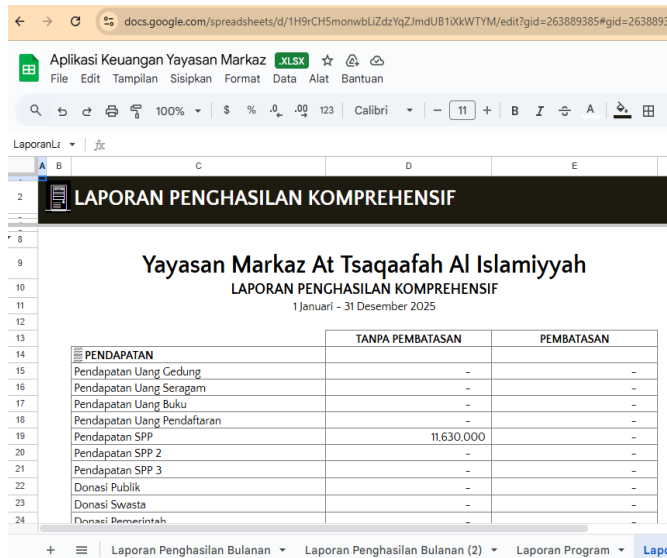 docs.google.com/spreadsheets/d/1H9rCH5monwbLiZdzYqZJmdUB1iXkWTYM/edit?gid=263889385#gid=263889
Aplikasi Keuangan Yayasan Markaz .XLSX
File Edit Tampilan Sisipkan Format Data Alat Bantuan
100% $ % .0 .00 123 Calibri - 11 + B I A
LaporanLa fx
A B C D E
2 LAPORAN PENGHASILAN KOMPREHENSIF
8
9 Yayasan Markaz At Tsaqaafah Al Islamiyyah
10 LAPORAN PENGHASILAN KOMPREHENSIF
11 1 Januari - 31 Desember 2025
12
13 TANPA PEMBATASAN PEMBATASAN
14 PENDAPATAN
15 Pendapatan Uang Gedung - -
16 Pendapatan Uang Seragam - -
17 Pendapatan Uang Buku - -
18 Pendapatan Uang Pendaftaran - -
19 Pendapatan SPP 11,630,000 -
20 Pendapatan SPP 2 - -
21 Pendapatan SPP 3 - -
22 Donasi Publik - -
23 Donasi Swasta - -
24 Donasi Pemerintah - -
+ Laporan Penghasilan Bulanan Laporan Penghasilan Bulanan (2) Laporan Program Lapo